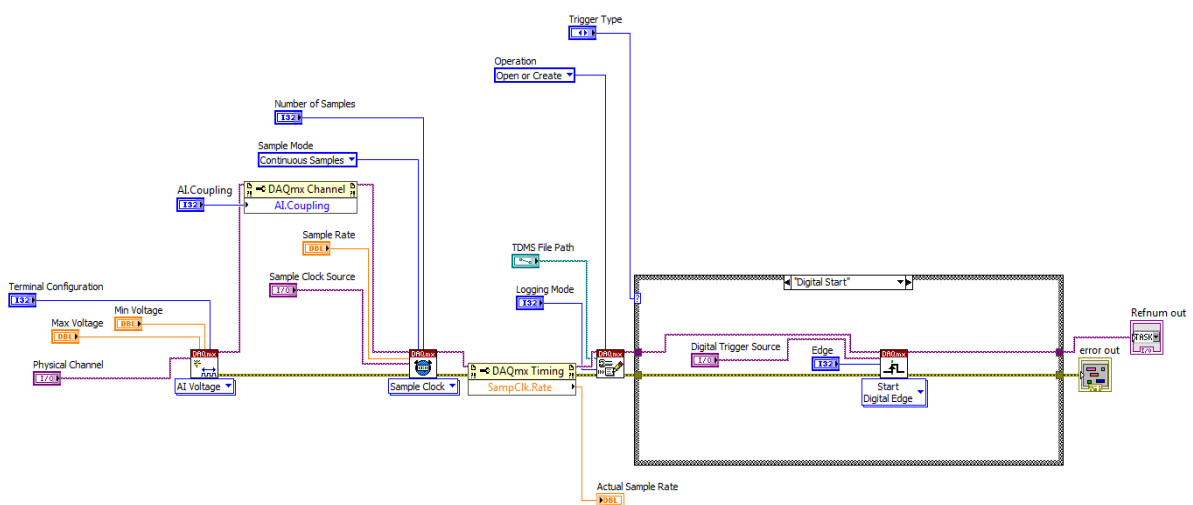 Trigger Type
Operation
Open or Create
Number of Samples
I32
Sample Mode
Continuous Samples
AI.Coupling
I32
DAQmx Channel
AI.Coupling
Sample Rate
DBL
TDMS File Path
Sample Clock Source
I/O
"Digital Start"
Terminal Configuration
I32
Logging Mode
I32
Min Voltage
DBL
Max Voltage
DBL
Refnum out
TASK
I/O
Digital Trigger Source
I/O
Edge
I32
error out
Physical Channel
I/O
DAQmx
AI Voltage
DAQmx
Sample Clock
DAQmx Timing
SampClk.Rate
DAQmx
DAQmx
Start
Digital Edge
Actual Sample Rate
DBL